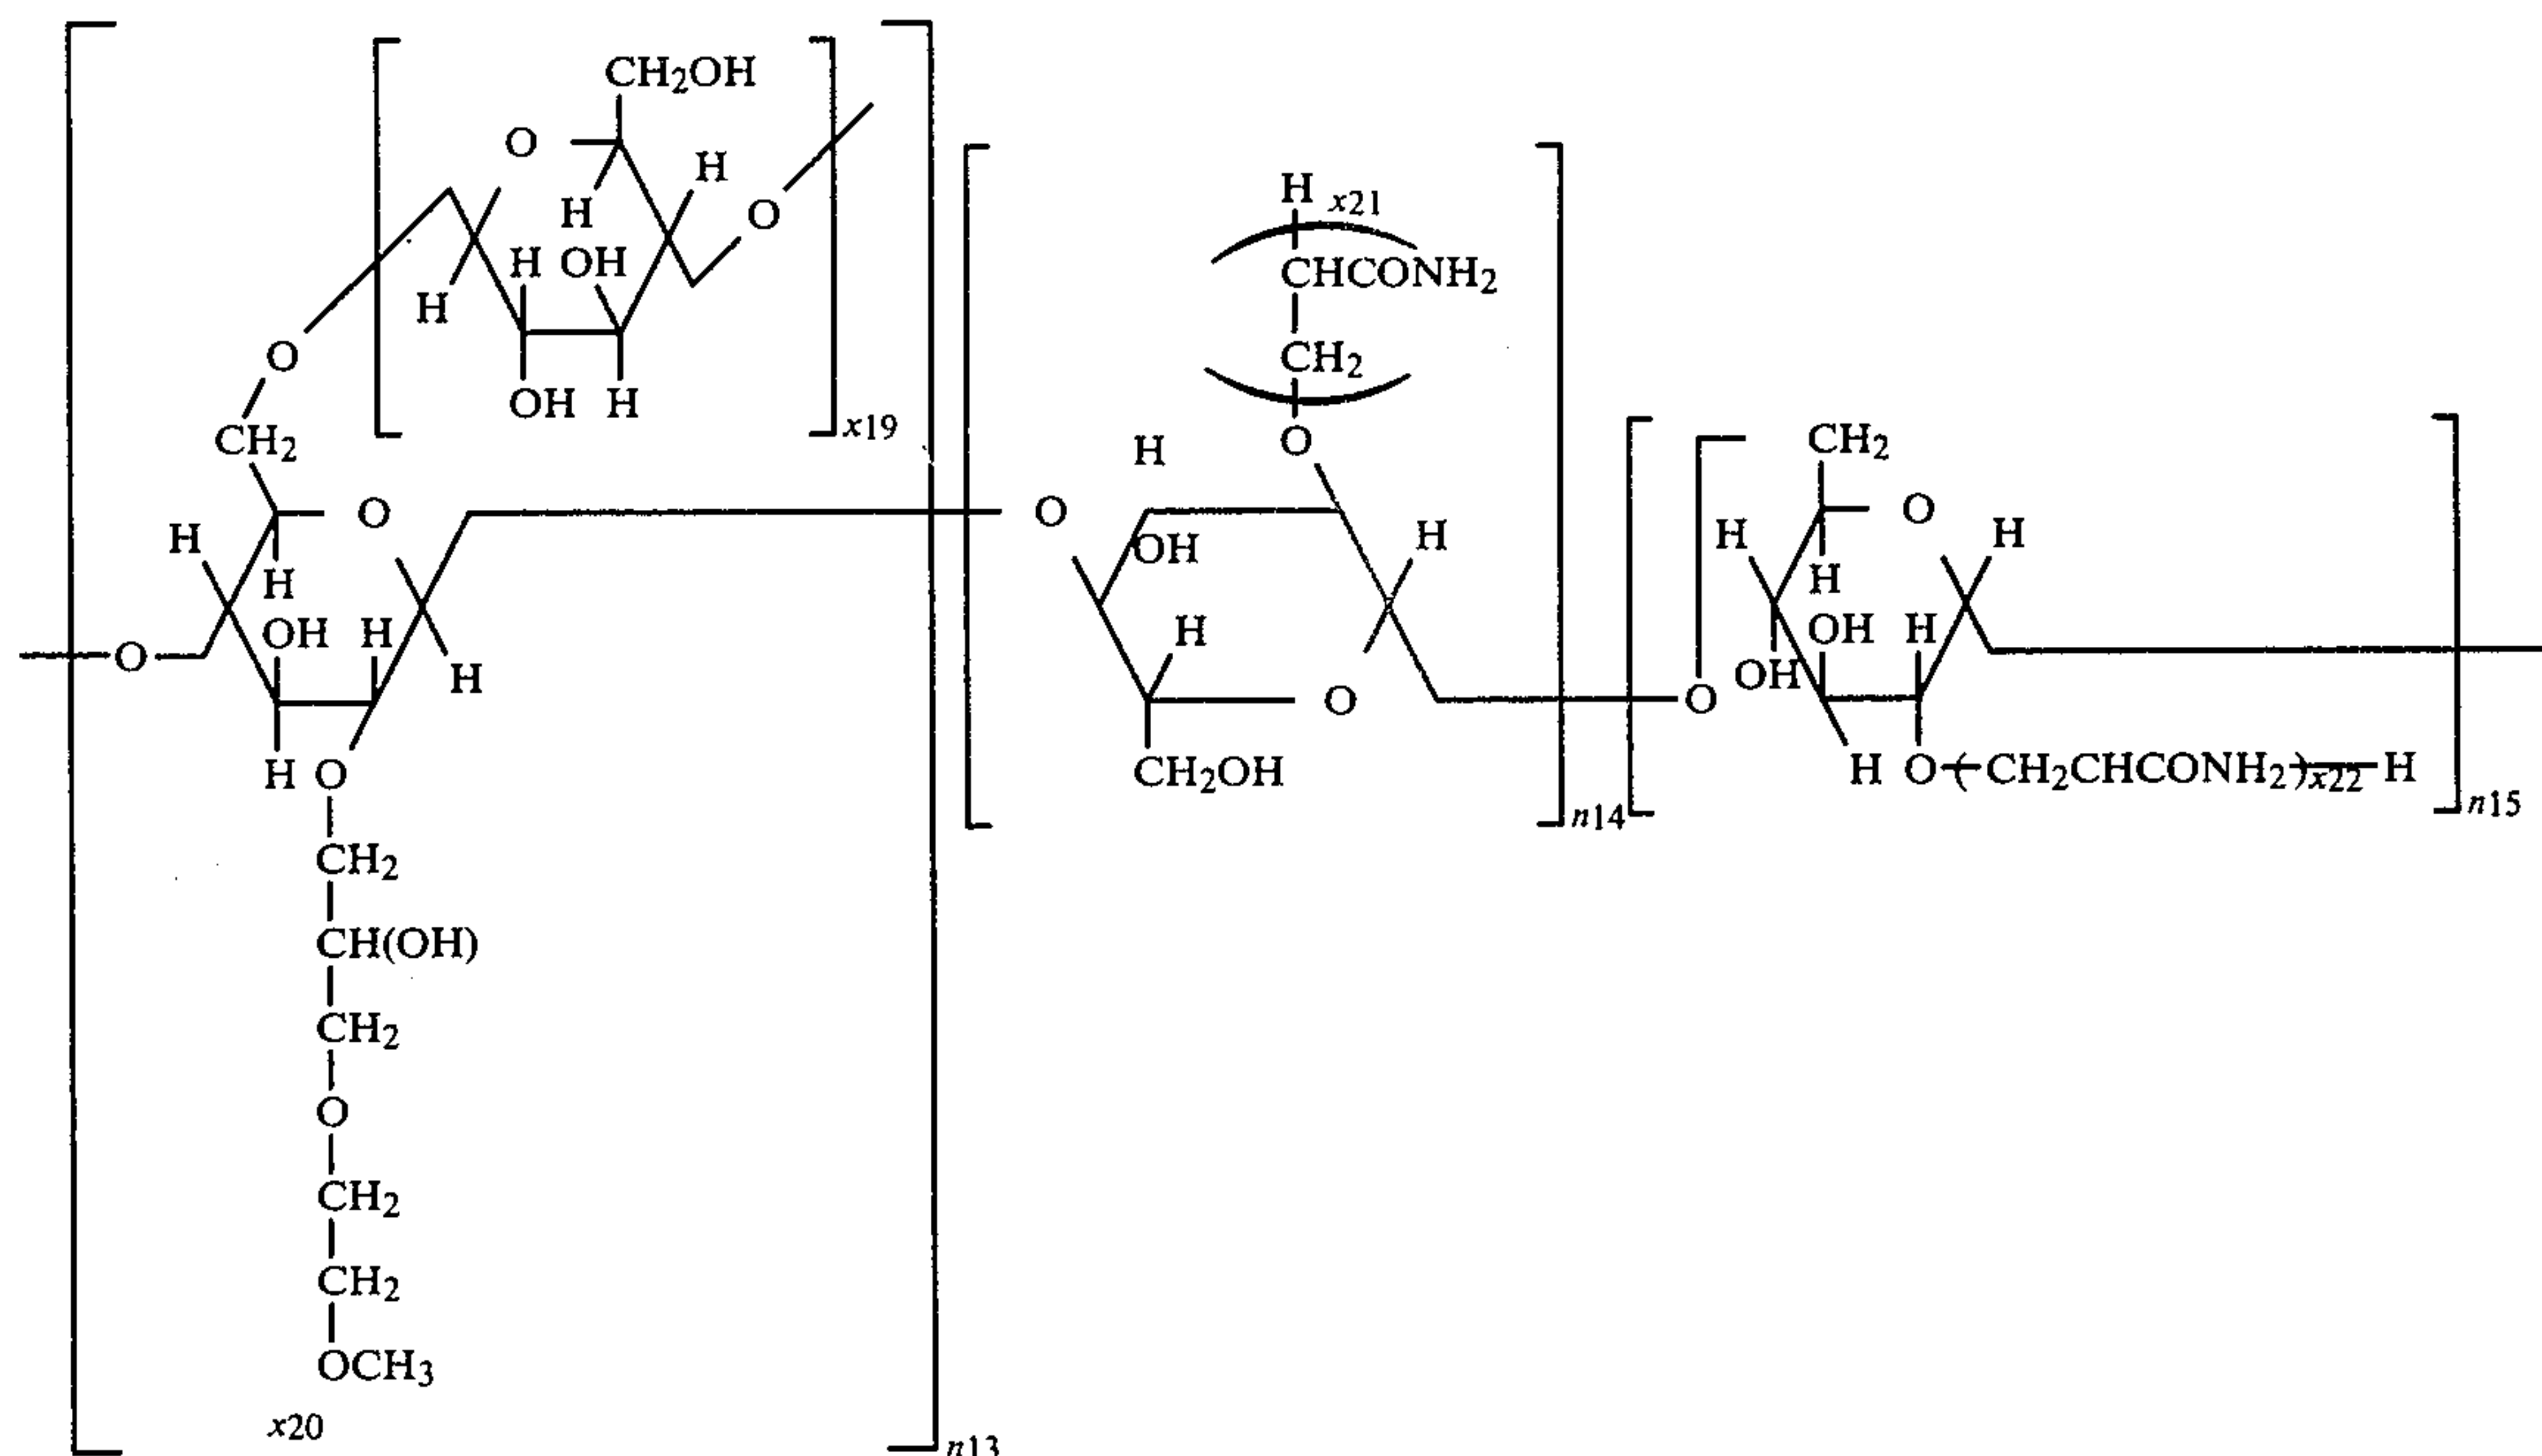 CH₂OH
O H
H O
H OH
H
O
OH H
x19
CH₂
H O
H
OH H
O H
H O
CH₂
CH(OH)
CH₂
O
CH₂
CH₂
OCH₃
x20
n13
H x21
CHCONH₂
CH₂
O
H
O
OH H
H
O
CH₂OH
n14
CH₂
O
H H
H
OH H
OH
O
H O(CH₂CHCONH₂)x22 H
n15